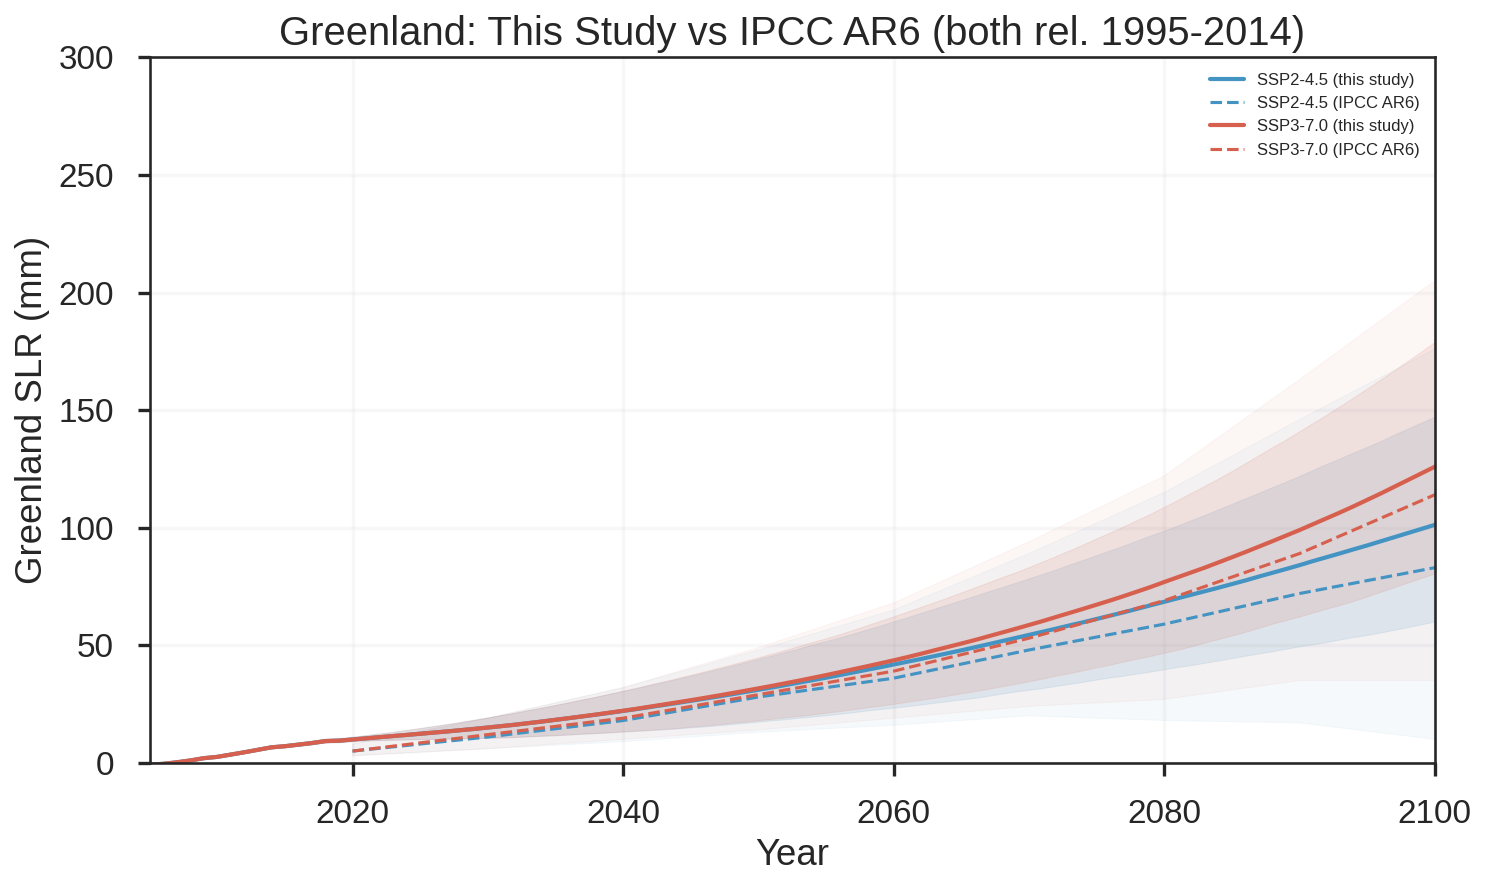 Greenland: This Study vs IPCC AR6 (both rel. 1995-2014)
SSP2-4.5 (this study)
SSP2-4.5 (IPCC AR6)
SSP3-7.0 (this study)
SSP3-7.0 (IPCC AR6)
Greenland SLR (mm)
300
250
200
150
100
50
0
2020 2040 2060 2080 2100
Year